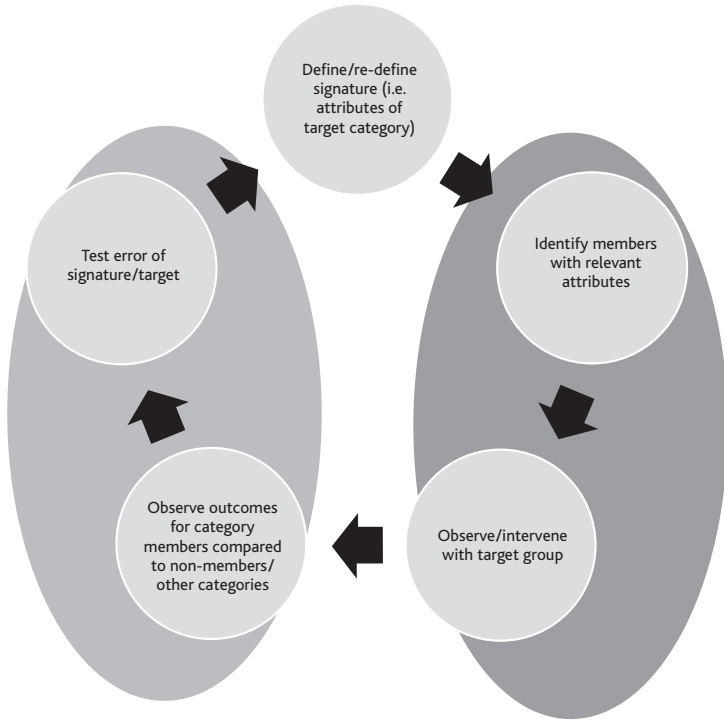 Define/re-define
signature (i.e.
attributes of
target category)
Identify members
with relevant
attributes
Observe/intervene
with target group
Observe outcomes
for category
members compared
to non-members/
other categories
Test error of
signature/target